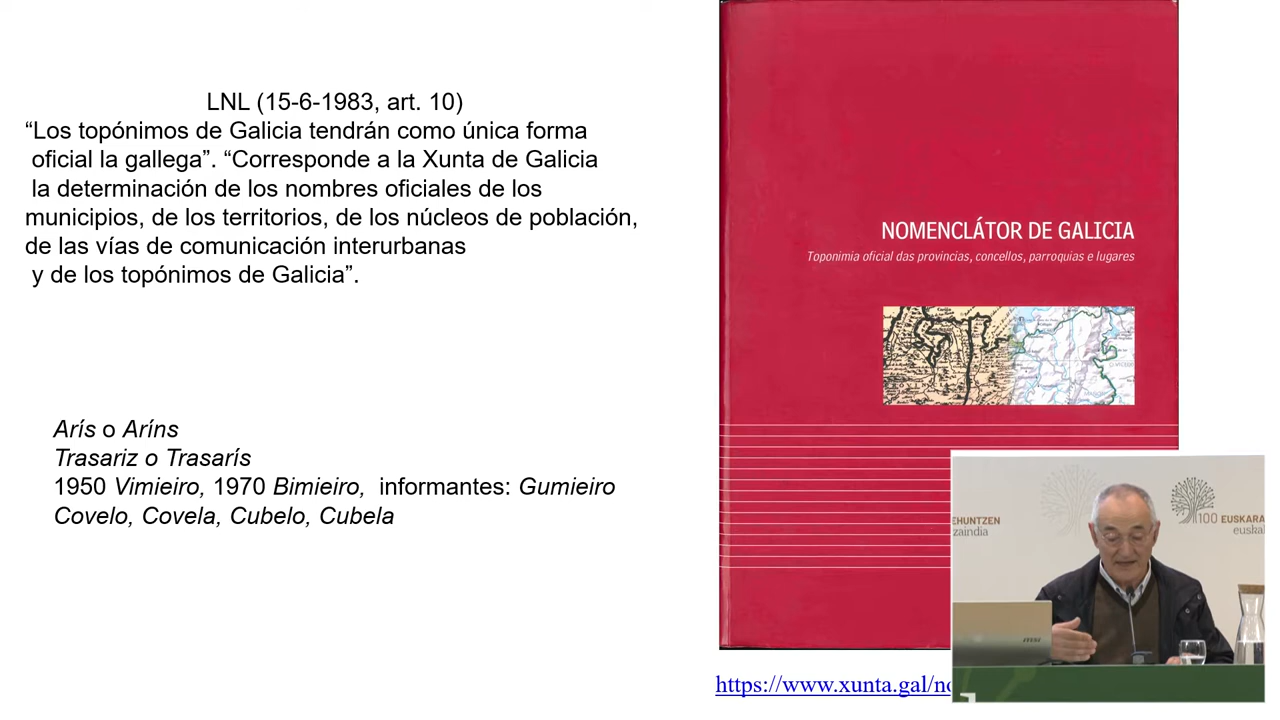 LNL (15-6-1983, art. 10)
“Los topónimos de Galicia tendrán como única forma
oficial la gallega”. “Corresponde a la Xunta de Galicia
la determinación de los nombres oficiales de los
municipios, de los territorios, de los núcleos de población,
de las vías de comunicación interurbanas
y de los topónimos de Galicia”.
Arís o Aríns
Trasariz o Trasarís
1950 Vimieiro, 1970 Bimieiro, informantes: Gumieiro
Covelo, Covela, Cubelo, Cubela
NOMENCLÁTOR DE GALICIA
Toponimia oficial das provincias, concellos, parroquias e lugares
EHUNTZEN
zaindia
100 EUSKARA
euskal
https://www.xunta.gal/no